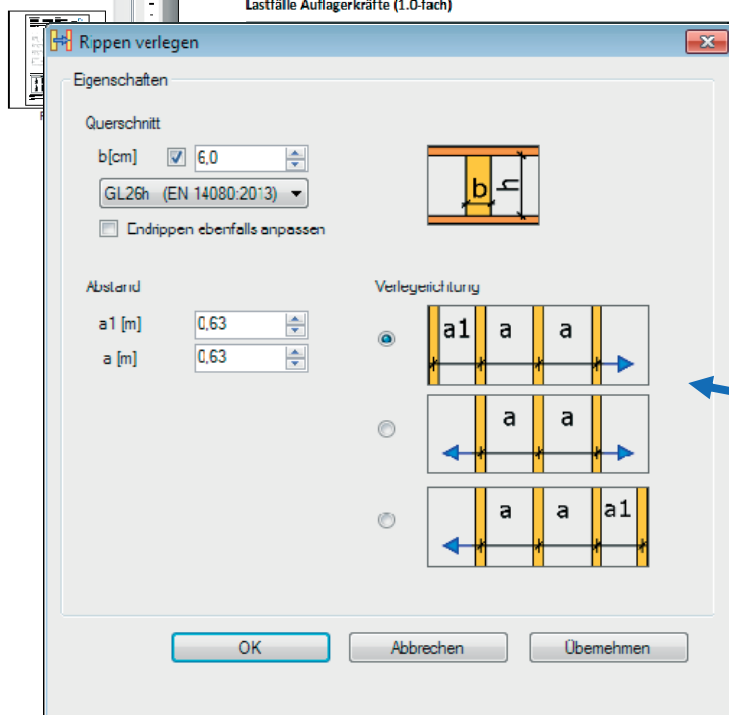 Lastfälle Auflagerkräfte (1.0-fach)
Rippen verlegen
Eigenschaften
Querschnitt
b[cm] 6,0
GL26h (EN 14080:2013)
Endrippen ebenfalls anpassen
b h
Abstand
a1 [m] 0,63
a [m] 0,63
Verlegerichtung
a1 a a
a a
a a a1
OK Abbrechen Übernehmen